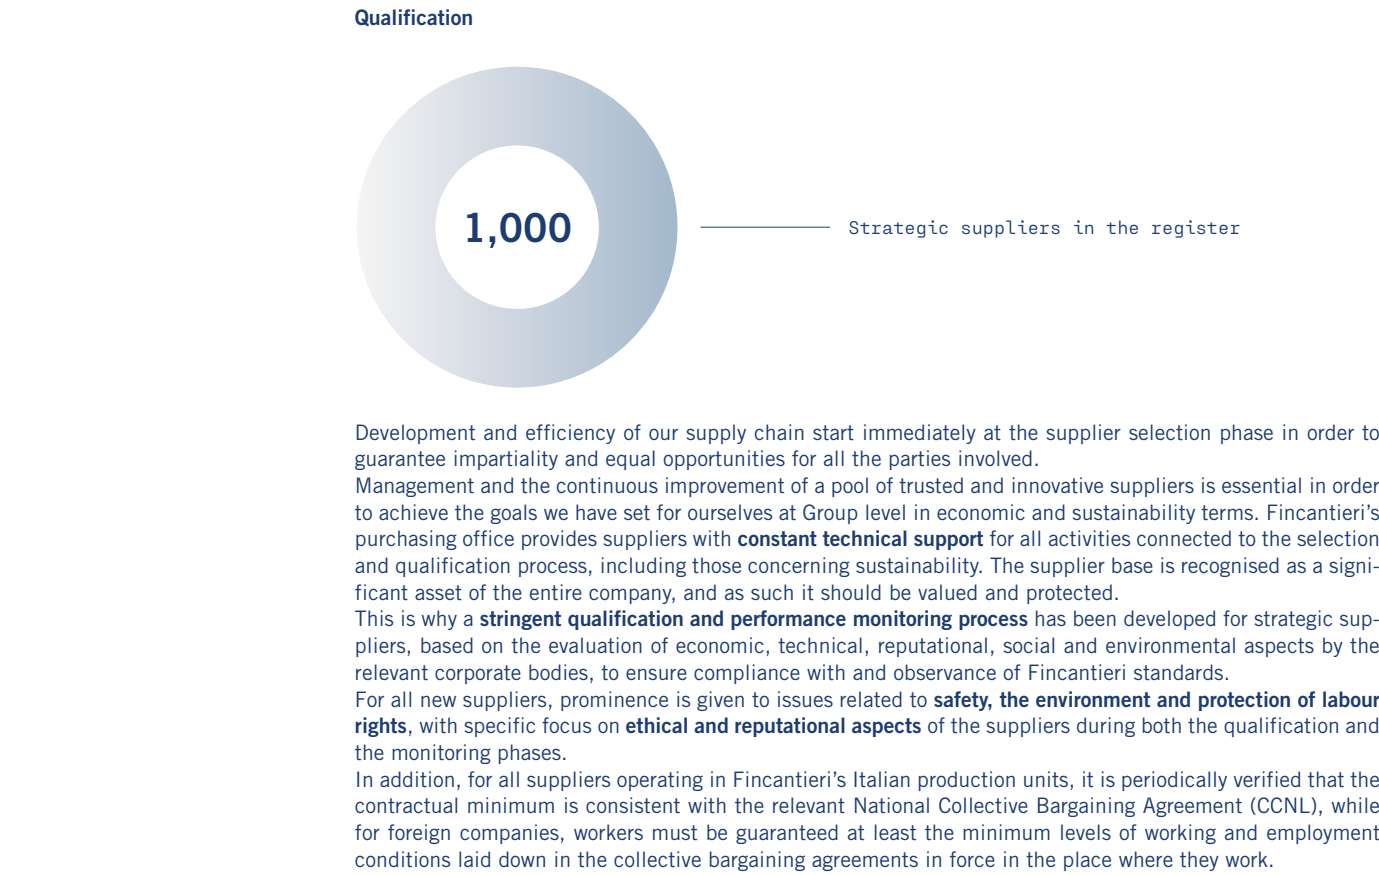 Qualification
1,000
Strategic suppliers in the register
Development and efficiency of our supply chain start immediately at the supplier selection phase in order to
guarantee impartiality and equal opportunities for all the parties involved.
Management and the continuous improvement of a pool of trusted and innovative suppliers is essential in order
to achieve the goals we have set for ourselves at Group level in economic and sustainability terms. Fincantieri’s
purchasing office provides suppliers with constant technical support for all activities connected to the selection
and qualification process, including those concerning sustainability. The supplier base is recognised as a signi-
ficant asset of the entire company, and as such it should be valued and protected.
This is why a stringent qualification and performance monitoring process has been developed for strategic sup-
pliers, based on the evaluation of economic, technical, reputational, social and environmental aspects by the
relevant corporate bodies, to ensure compliance with and observance of Fincantieri standards.
For all new suppliers, prominence is given to issues related to safety, the environment and protection of labour
rights, with specific focus on ethical and reputational aspects of the suppliers during both the qualification and
the monitoring phases.
In addition, for all suppliers operating in Fincantieri’s Italian production units, it is periodically verified that the
contractual minimum is consistent with the relevant National Collective Bargaining Agreement (CCNL), while
for foreign companies, workers must be guaranteed at least the minimum levels of working and employment
conditions laid down in the collective bargaining agreements in force in the place where they work.